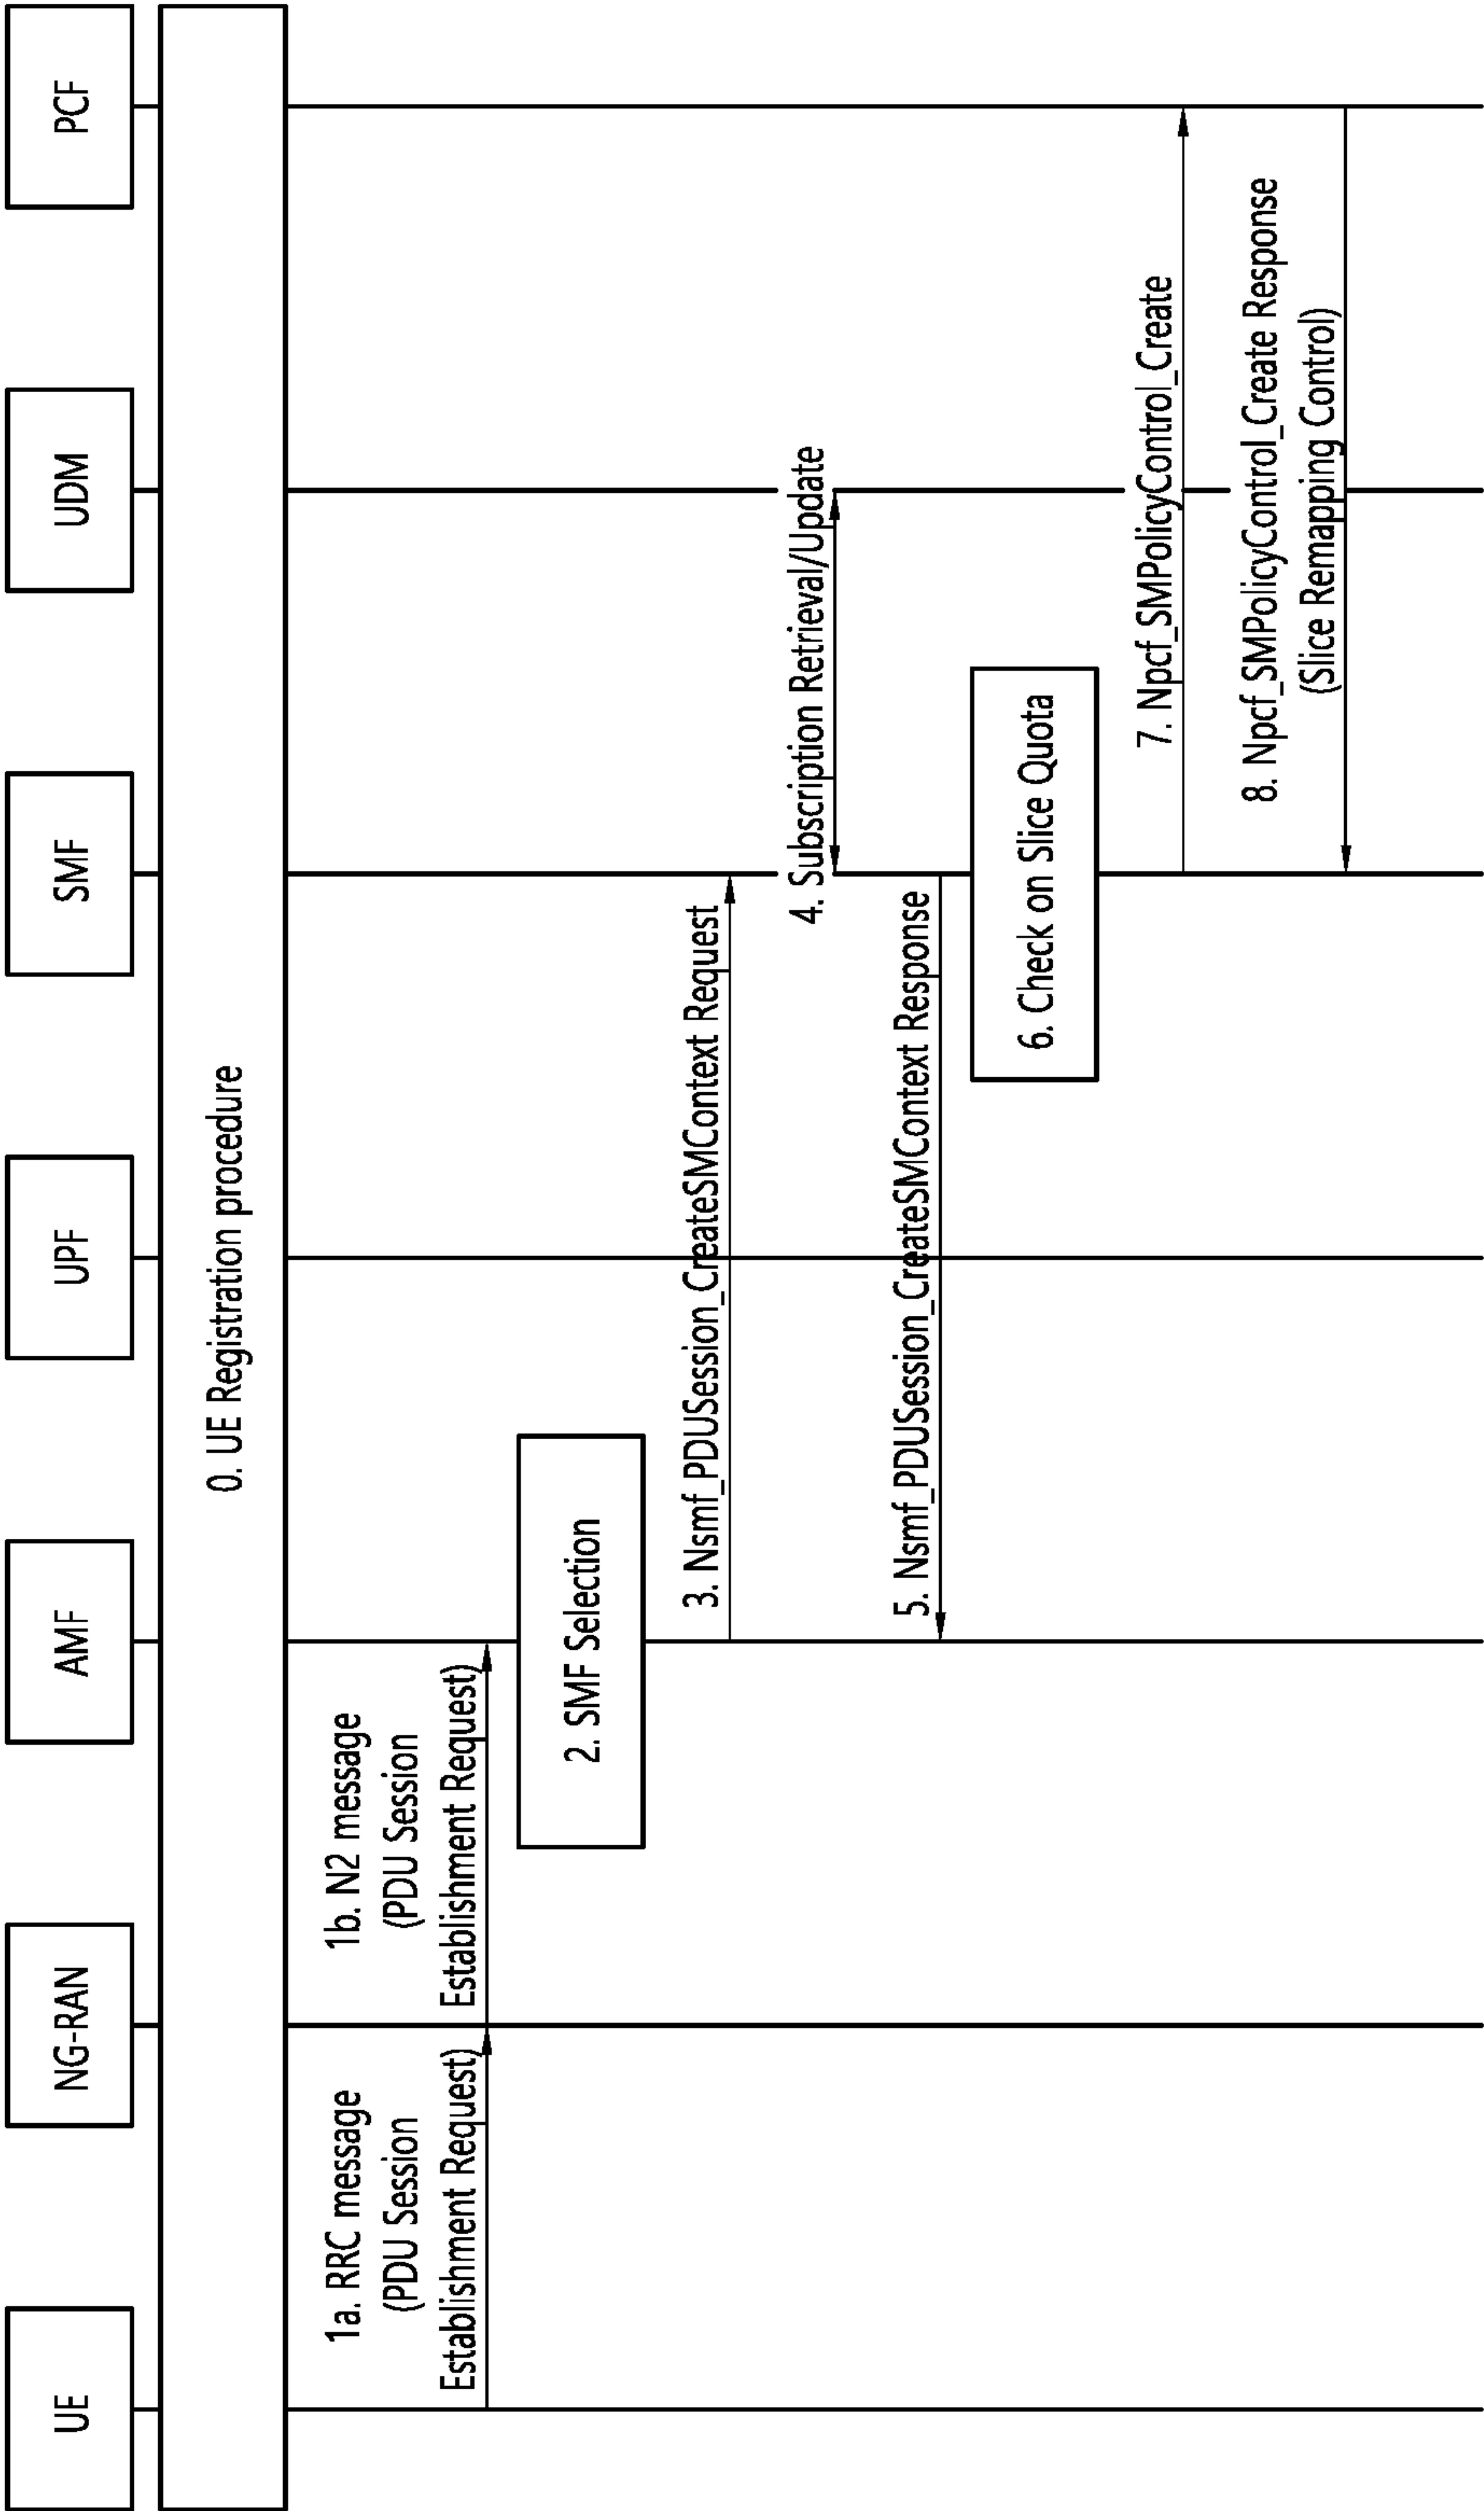 UE
NG-RAN
AMF
UPF
SMF
UDM
PCF
0. UE Registration procedure
1a. RRC message
(PDU Session
Establishment Request)
1b. N2 message
(PDU Session
Establishment Request)
2. SMF Selection
3. Nsmf_PDUSession_CreateSMContext Request
4. Subscription Retrieval/Update
5. Nsmf_PDUSession_CreateSMContext Response
6. Check on Slice Quota
7. Npcf_SMPolicyControl_Create
8. Npcf_SMPolicyControl_Create Response
(Slice Remapping Control)